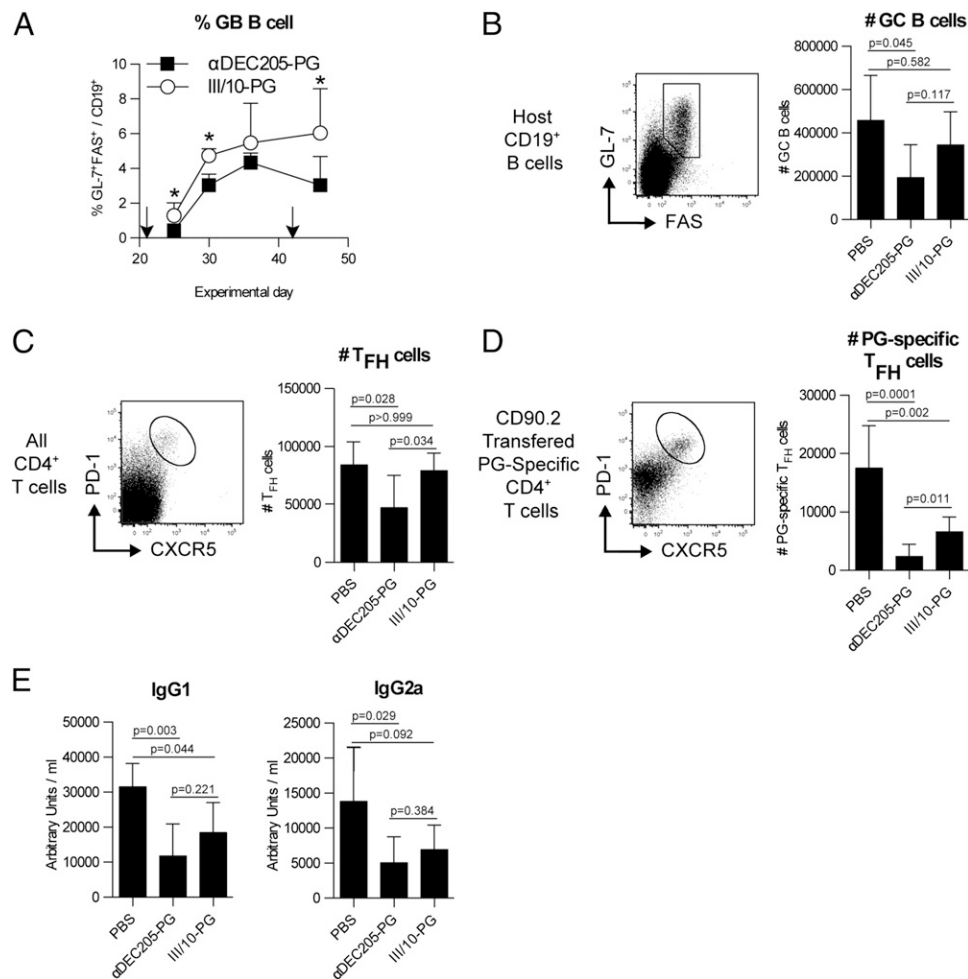 A
% GB B cell
αDEC205-PG
III/10-PG
% GL-7⁺FAS⁺ / CD19⁺
10
8
6
4
2
0
* * *
20 30 40 50
Experimental day
B
# GC B cells
Host
CD19⁺
B cells
GL-7
FAS
# GC B cells
800000
600000
400000
200000
0
p=0.045
p=0.582
p=0.117
PBS
αDEC205-PG
III/10-PG
C
# T_FH cells
All
CD4⁺
T cells
PD-1
CXCR5
# T_FH cells
150000
100000
50000
0
p=0.028
p>0.999
p=0.034
PBS
αDEC205-PG
III/10-PG
D
# PG-specific
T_FH cells
CD90.2
Transfered
PG-Specific
CD4⁺
T cells
PD-1
CXCR5
# PG-specific T_FH cells
30000
20000
10000
0
p=0.0001
p=0.002
p=0.011
PBS
αDEC205-PG
III/10-PG
E
IgG1
Arbitrary Units / ml
50000
40000
30000
20000
10000
0
p=0.003
p=0.044
p=0.221
PBS
αDEC205-PG
III/10-PG
IgG2a
Arbitrary Units / ml
25000
20000
15000
10000
5000
0
p=0.029
p=0.092
p=0.384
PBS
αDEC205-PG
III/10-PG